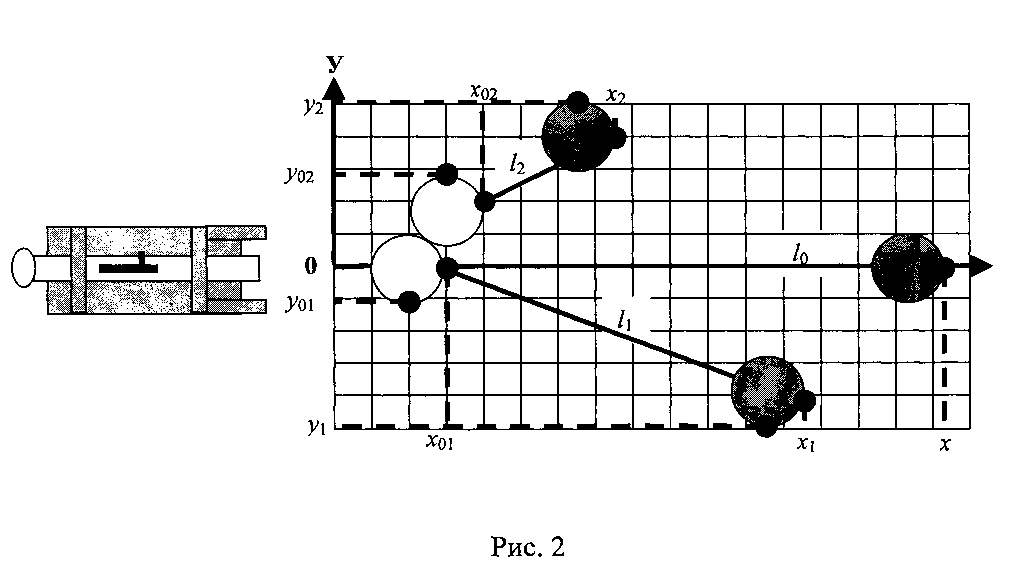 У
y₂ x₀₂ x₂
l₂
y₀₂
0 l₀
y₀₁
l₁
y₁ x₀₁ x₁ x
Рис. 2